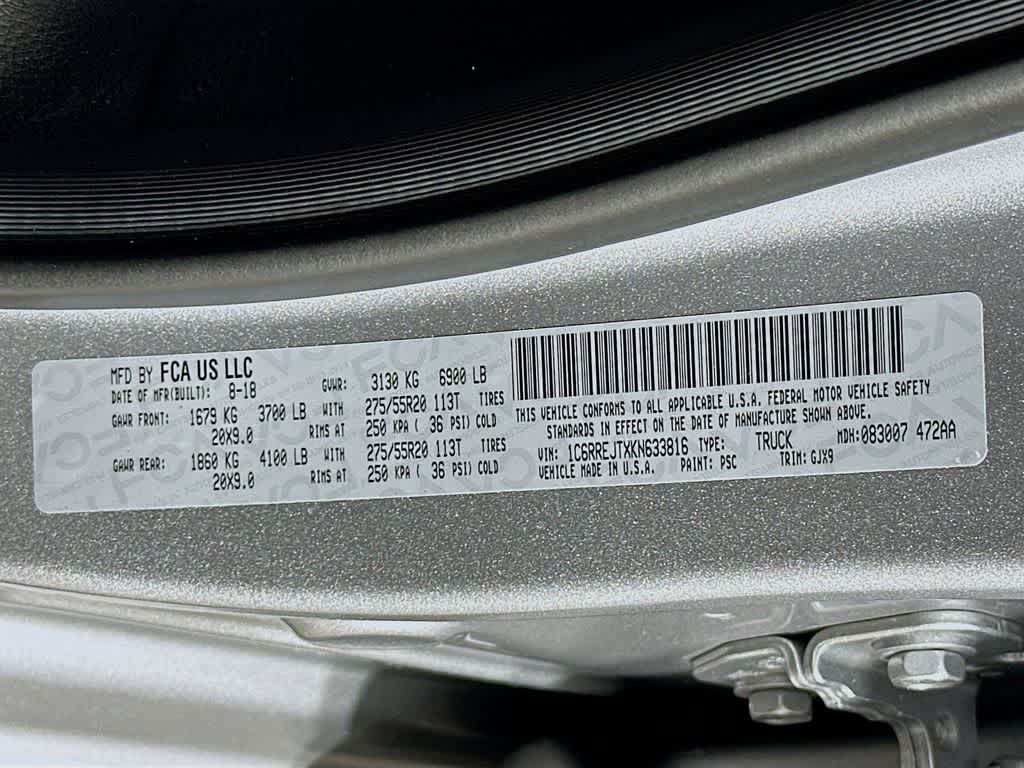 MFD BY FCA US LLC
DATE OF MFR(BUILT): 8-18 GVWR: 3130 KG 6900 LB
GAWR FRONT: 1679 KG 3700 LB WITH 275/55R20 113T TIRES
20X9.0 RIMS AT 250 KPA ( 36 PSI) COLD
GAWR REAR: 1860 KG 4100 LB WITH 275/55R20 113T TIRES
20X9.0 RIMS AT 250 KPA ( 36 PSI) COLD
THIS VEHICLE CONFORMS TO ALL APPLICABLE U.S.A. FEDERAL MOTOR VEHICLE SAFETY
STANDARDS IN EFFECT ON THE DATE OF MANUFACTURE SHOWN ABOVE.
VIN: 1C6RREJTXKN633816 TYPE: TRUCK MDH:083007 472AA
VEHICLE MADE IN U.S.A. PAINT: PSC TRIM: GJX9